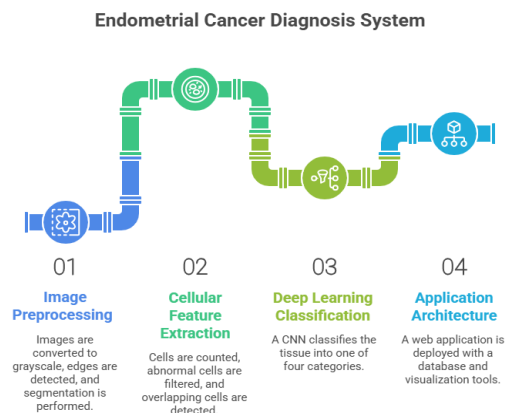 Endometrial Cancer Diagnosis System
01
Image
Preprocessing
Images are
converted to
grayscale, edges are
detected, and
segmentation is
performed.
02
Cellular
Feature
Extraction
Cells are counted,
abnormal cells are
filtered, and
overlapping cells are
detected
03
Deep Learning
Classification
A CNN classifies the
tissue into one of
four categories.
04
Application
Architecture
A web application is
deployed with a
database and
visualization tools.